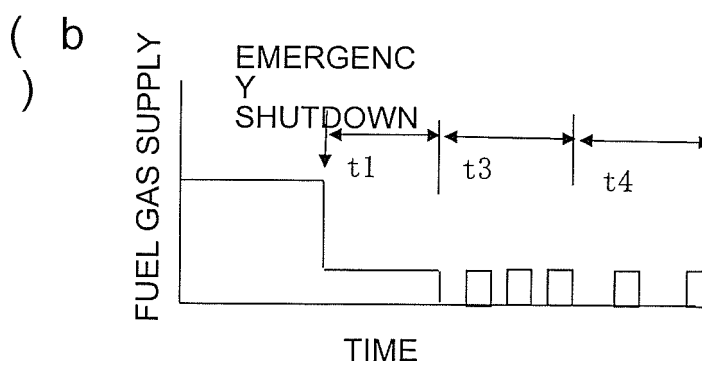 ( b
)
FUEL GAS SUPPLY
EMERGENC
Y
SHUTDOWN
t1
t3
t4
TIME